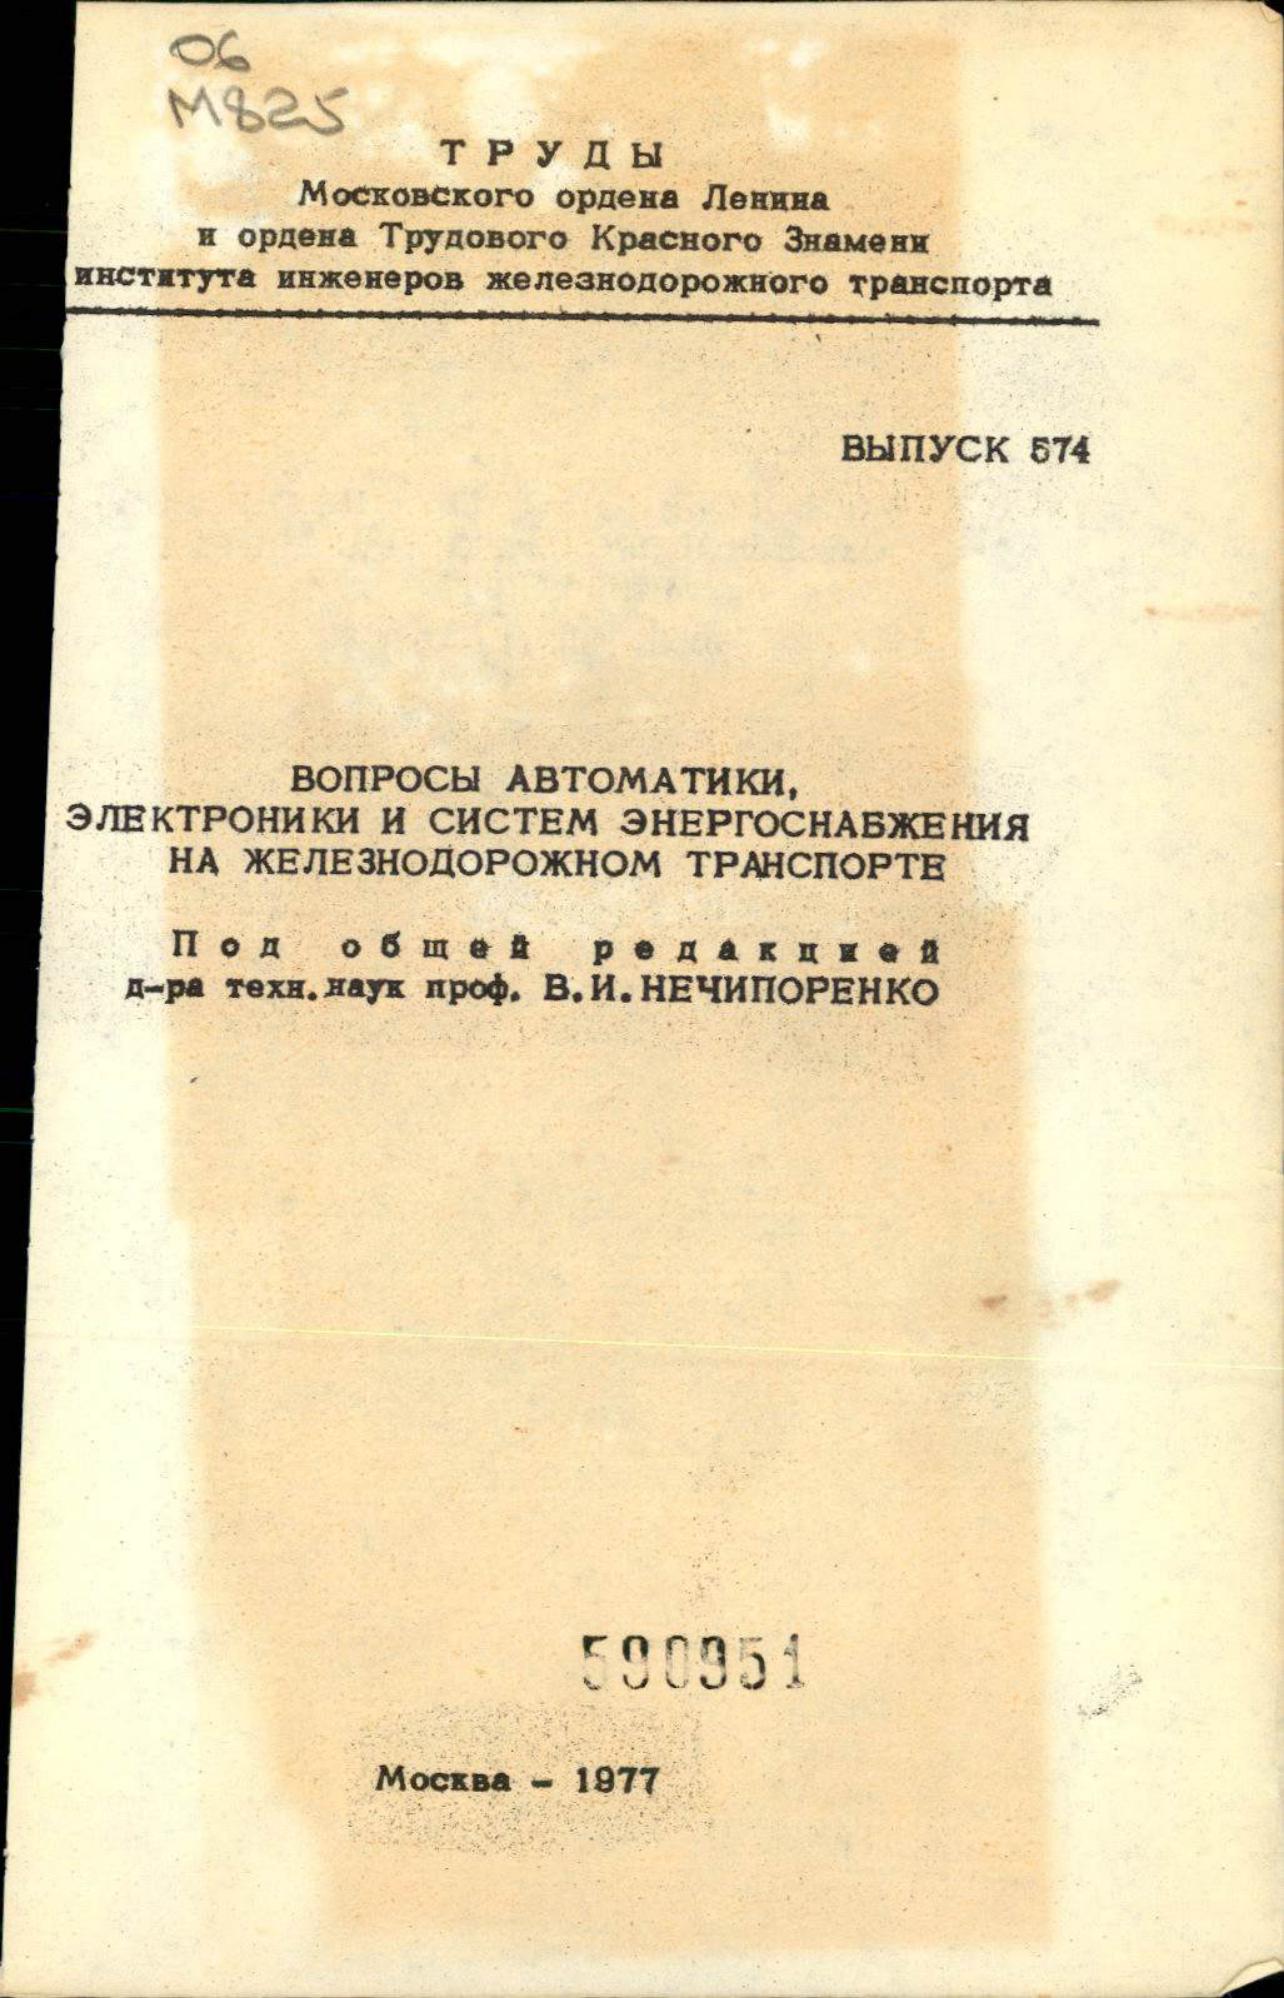 06
М825
ТРУДЫ
Московского ордена Ленина
и ордена Трудового Красного Знамени
института инженеров железнодорожного транспорта
ВЫПУСК 574
ВОПРОСЫ АВТОМАТИКИ,
ЭЛЕКТРОНИКИ И СИСТЕМ ЭНЕРГОСНАБЖЕНИЯ
НА ЖЕЛЕЗНОДОРОЖНОМ ТРАНСПОРТЕ
Под общей редакцией
д-ра техн. наук проф. В.И. НЕЧИПОРЕНКО
590951
Москва - 1977